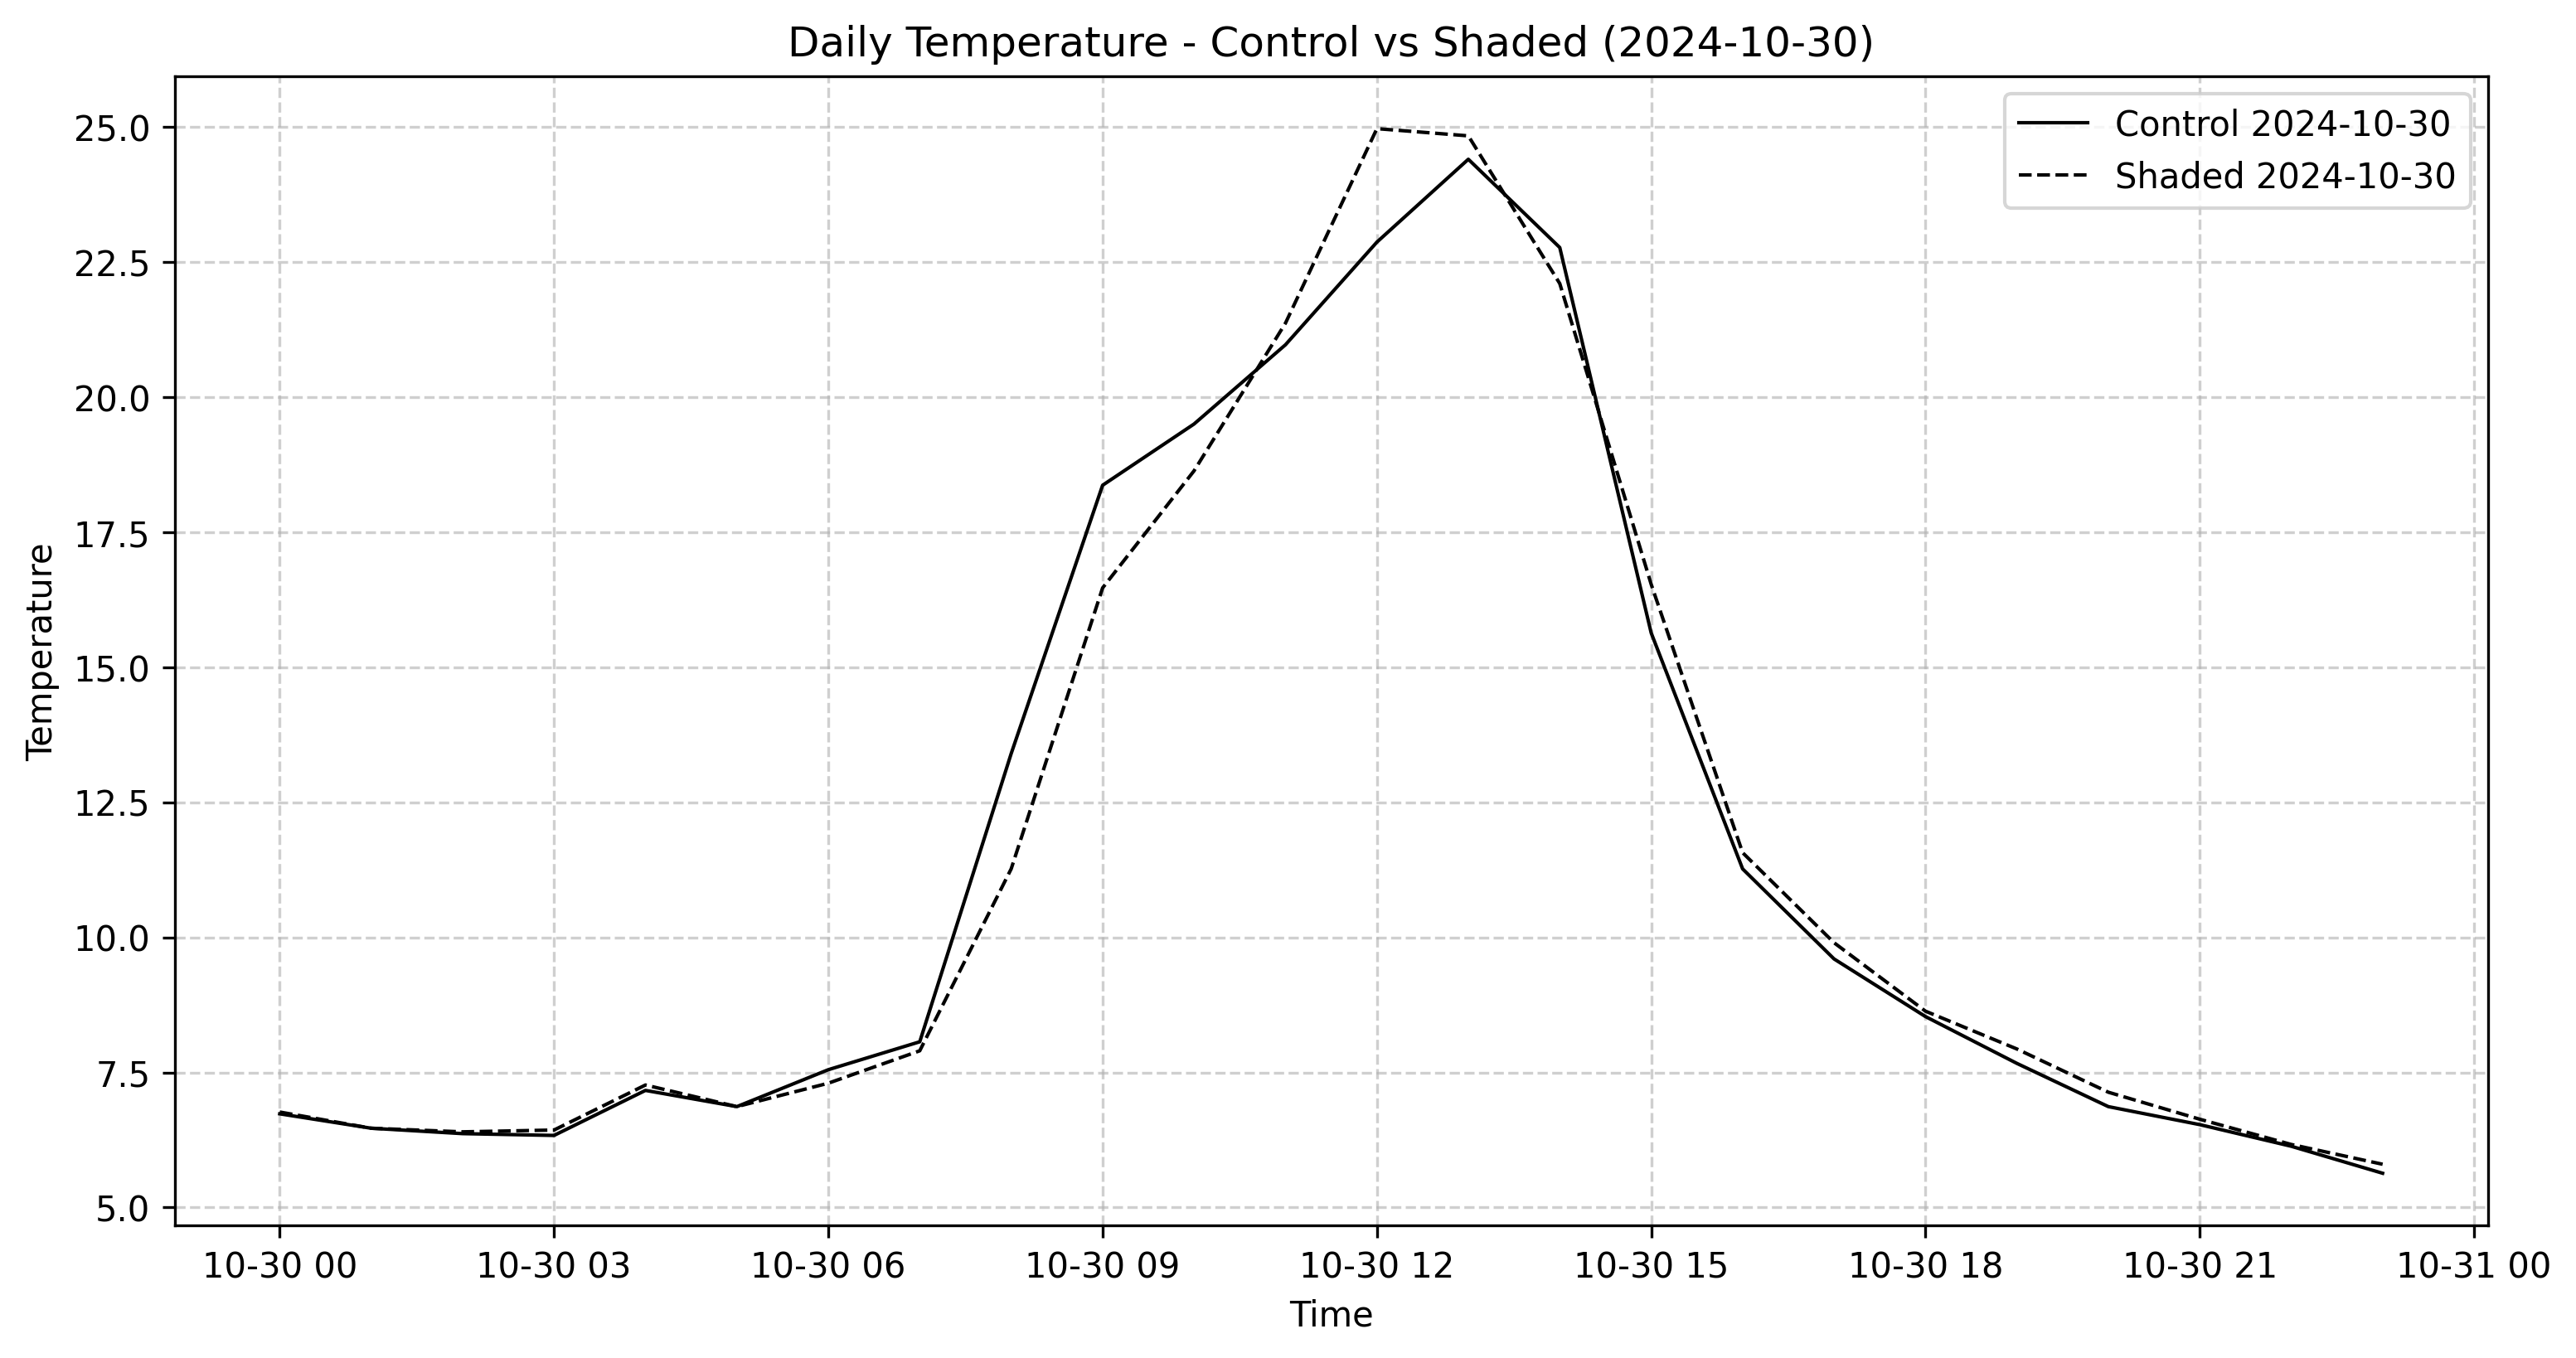 Daily Temperature - Control vs Shaded (2024-10-30)
Control 2024-10-30
Shaded 2024-10-30
Temperature
25.0
22.5
20.0
17.5
15.0
12.5
10.0
7.5
5.0
10-30 00 10-30 03 10-30 06 10-30 09 10-30 12 10-30 15 10-30 18 10-30 21 10-31 00
Time